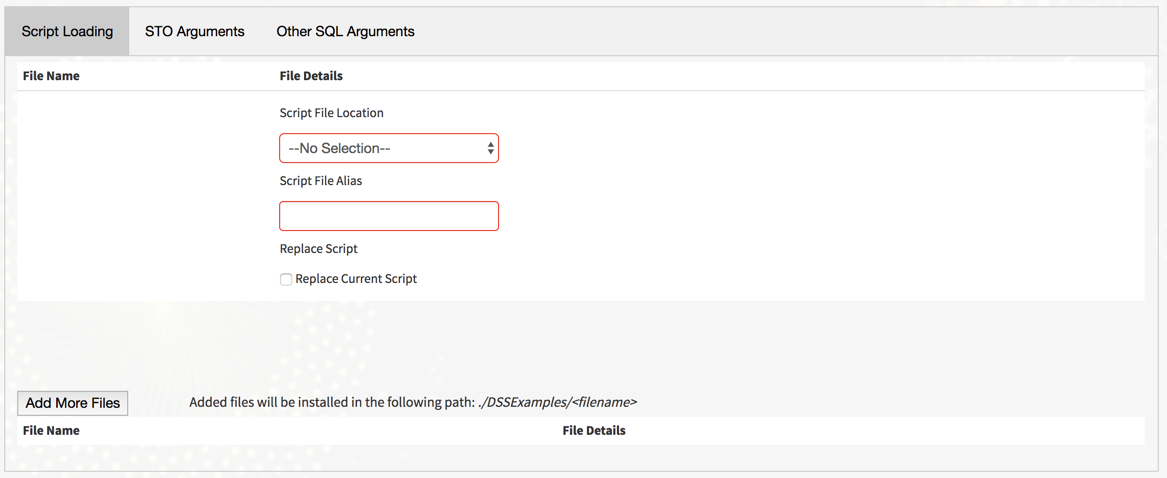 Script Loading STO Arguments Other SQL Arguments
File Name File Details
Script File Location
--No Selection--
Script File Alias
Replace Script
Replace Current Script
Add More Files Added files will be installed in the following path: ./DSSExamples/<filename>
File Name File Details